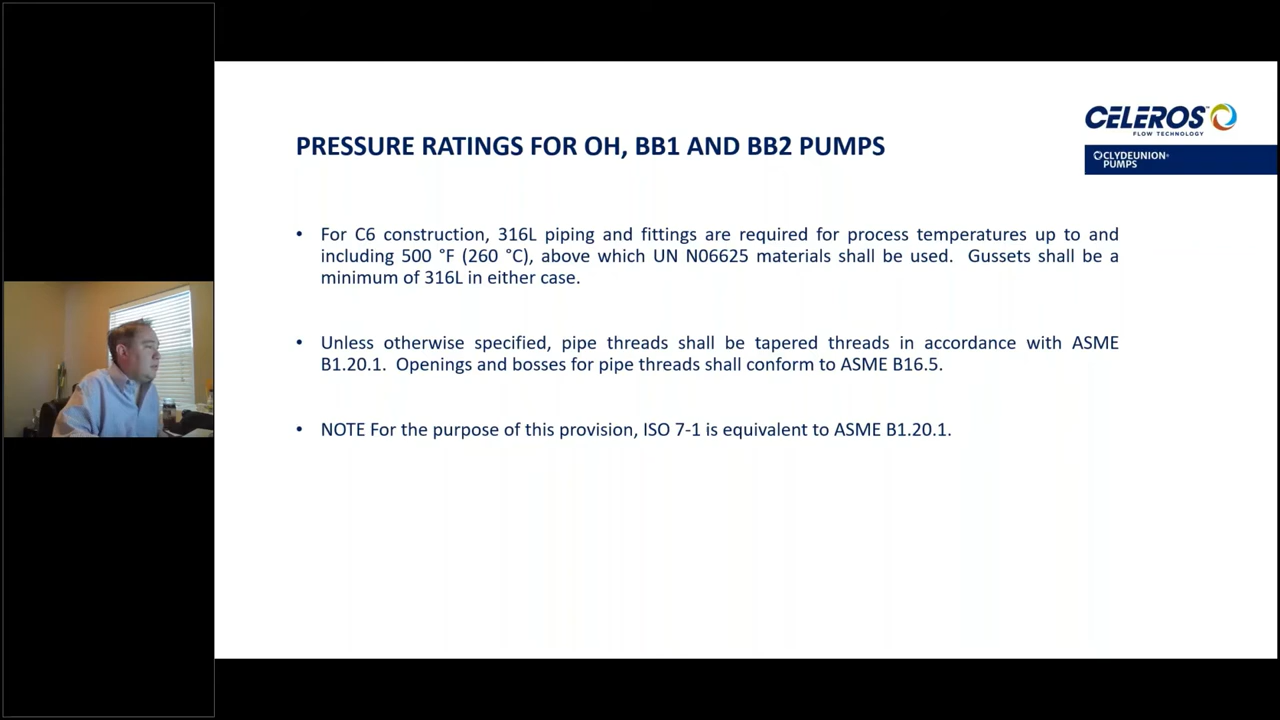 CELEROS
FLOW TECHNOLOGY
CLYDEUNION
PUMPS
PRESSURE RATINGS FOR OH, BB1 AND BB2 PUMPS
• For C6 construction, 316L piping and fittings are required for process temperatures up to and
including 500 °F (260 °C), above which UN N06625 materials shall be used. Gussets shall be a
minimum of 316L in either case.
• Unless otherwise specified, pipe threads shall be tapered threads in accordance with ASME
B1.20.1. Openings and bosses for pipe threads shall conform to ASME B16.5.
• NOTE For the purpose of this provision, ISO 7-1 is equivalent to ASME B1.20.1.